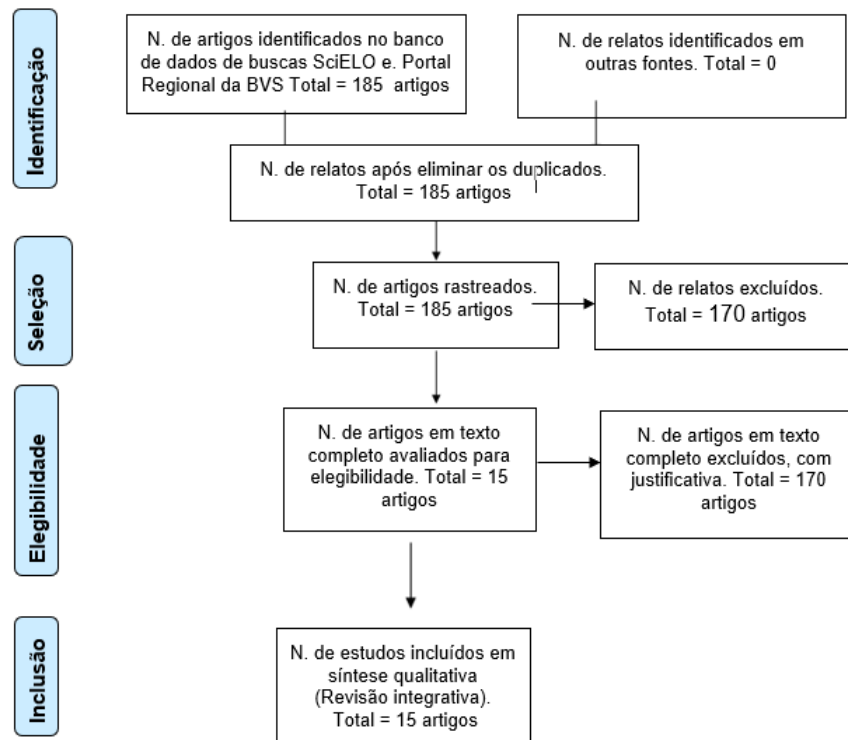 Identificação
N. de artigos identificados no banco
de dados de buscas SciELO e. Portal
Regional da BVS Total = 185 artigos
N. de relatos identificados em
outras fontes. Total = 0
N. de relatos após eliminar os duplicados.
Total = 185 artigos
Seleção
N. de artigos rastreados.
Total = 185 artigos
N. de relatos excluídos.
Total = 170 artigos
Elegibilidade
N. de artigos em texto
completo avaliados para
elegibilidade. Total = 15
artigos
N. de artigos em texto
completo excluídos, com
justificativa. Total = 170
artigos
Inclusão
N. de estudos incluídos em
síntese qualitativa
(Revisão integrativa).
Total = 15 artigos